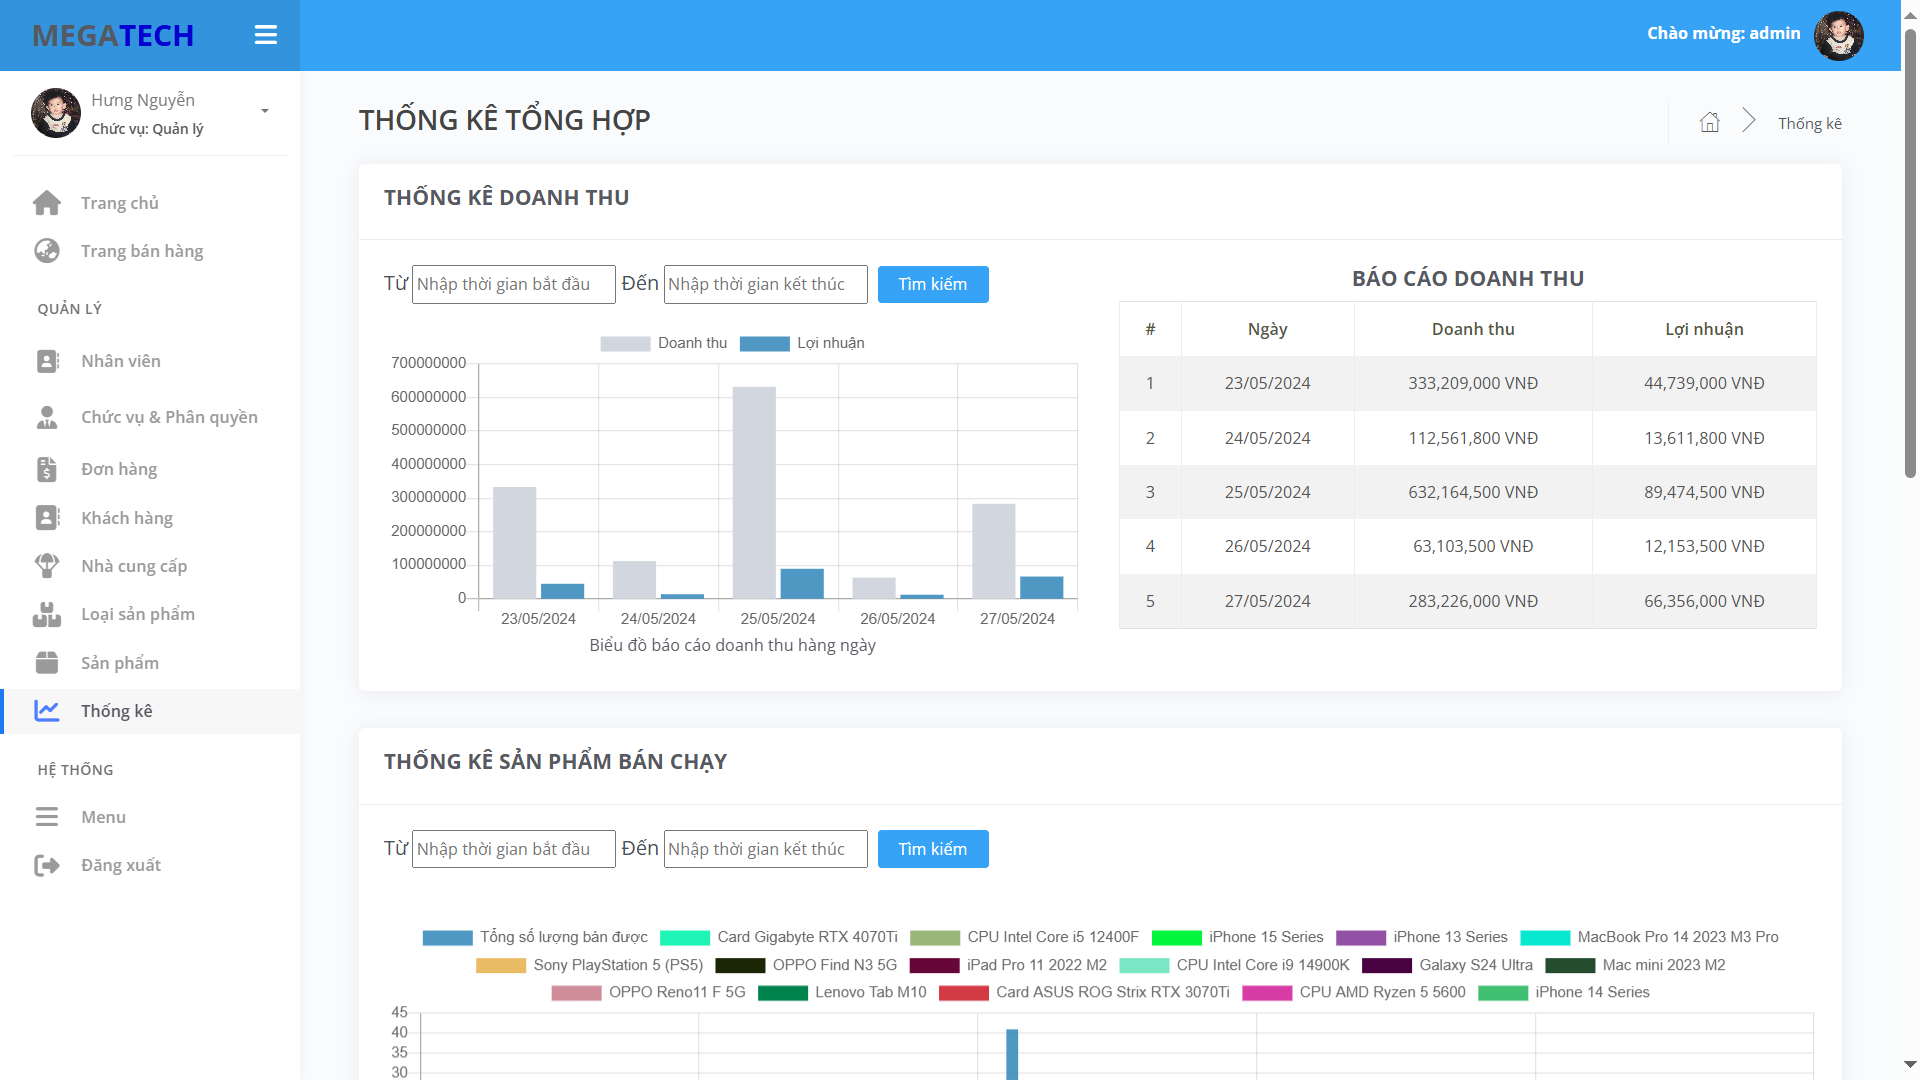 MEGATECH
Chào mừng: admin
Hưng Nguyễn
Chức vụ: Quản lý
Trang chủ
Trang bán hàng
QUẢN LÝ
Nhân viên
Chức vụ & Phân quyền
Đơn hàng
Khách hàng
Nhà cung cấp
Loại sản phẩm
Sản phẩm
Thống kê
HỆ THỐNG
Menu
Đăng xuất
THỐNG KÊ TỔNG HỢP
Thống kê
THỐNG KÊ DOANH THU
Từ Nhập thời gian bắt đầu Đến Nhập thời gian kết thúc Tìm kiếm
Doanh thu Lợi nhuận
700000000
600000000
500000000
400000000
300000000
200000000
100000000
0
23/05/2024 24/05/2024 25/05/2024 26/05/2024 27/05/2024
Biểu đồ báo cáo doanh thu hàng ngày
BÁO CÁO DOANH THU
# Ngày Doanh thu Lợi nhuận
1 23/05/2024 333,209,000 VNĐ 44,739,000 VNĐ
2 24/05/2024 112,561,800 VNĐ 13,611,800 VNĐ
3 25/05/2024 632,164,500 VNĐ 89,474,500 VNĐ
4 26/05/2024 63,103,500 VNĐ 12,153,500 VNĐ
5 27/05/2024 283,226,000 VNĐ 66,356,000 VNĐ
THỐNG KÊ SẢN PHẨM BÁN CHẠY
Từ Nhập thời gian bắt đầu Đến Nhập thời gian kết thúc Tìm kiếm
Tổng số lượng bán được Card Gigabyte RTX 4070Ti CPU Intel Core i5 12400F iPhone 15 Series iPhone 13 Series MacBook Pro 14 2023 M3 Pro
Sony PlayStation 5 (PS5) OPPO Find N3 5G iPad Pro 11 2022 M2 CPU Intel Core i9 14900K Galaxy S24 Ultra Mac mini 2023 M2
OPPO Reno11 F 5G Lenovo Tab M10 Card ASUS ROG Strix RTX 3070Ti CPU AMD Ryzen 5 5600 iPhone 14 Series
45
40
35
30